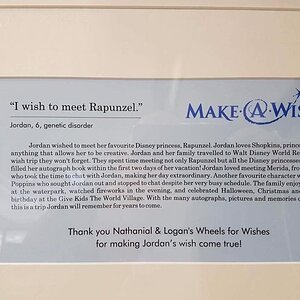 "I wish to meet Rapunzel."
MAKE·A·WIS
Jordan, 6, genetic disorder
Jordan wished to meet her favourite Disney princess, Rapunzel. Jordan loves Shopkins, prince
anything that allows her to be creative. Jordan and her family travelled to Walt Disney World Re
wish trip they won't forget. They spent time meeting not only Rapunzel but all the Disney princesses
filled her autograph book within the first two days of her vacation! Jordan loved meeting Merida, fro
who took the time to chat with Jordan, making her day extraordinary. Another favourite character w
Poppins who sought Jordan out and stopped to chat despite her very busy schedule. The family enjoy
at the waterpark, watched fireworks in the evening, and celebrated Halloween, Christmas and
birthday at the Give Kids The World Village. With the many autographs, pictures, and memories o
this is a trip Jordan will remember for years to come.
Thank you Nathanial & Logan's Wheels for Wishes
for making Jordan's wish come true!